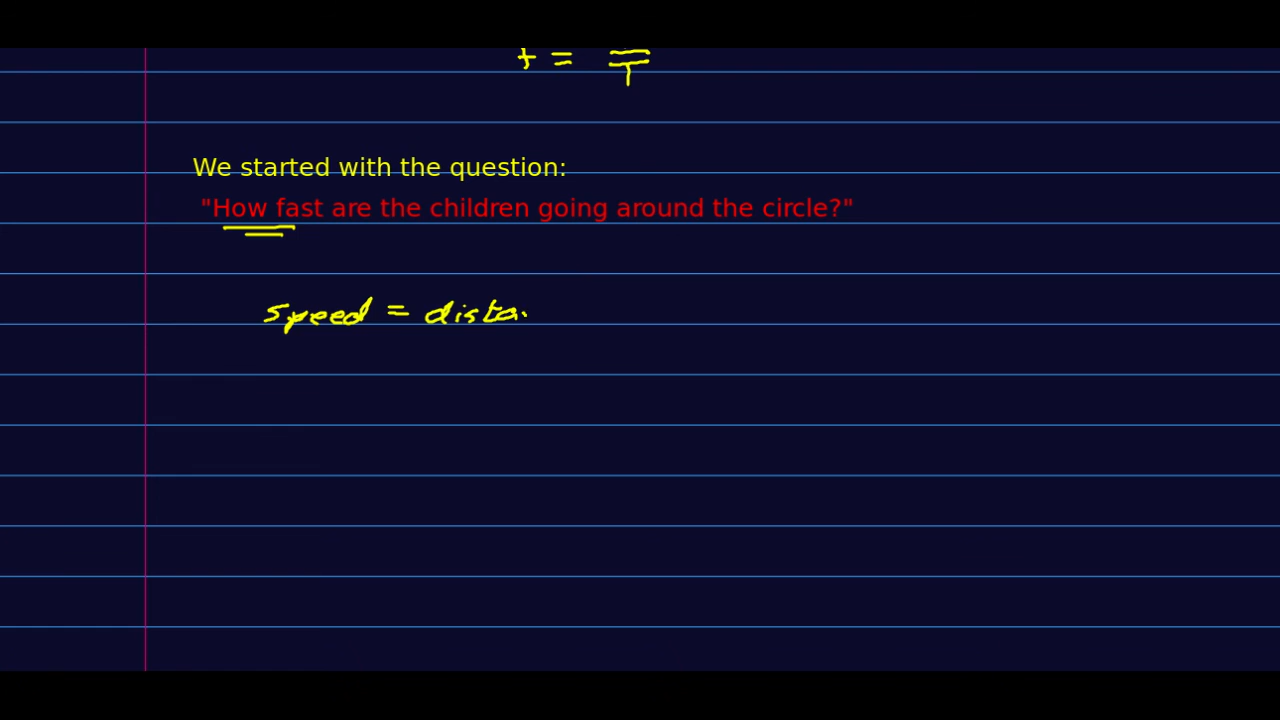 We started with the question:
"How fast are the children going around the circle?"
speed = dista